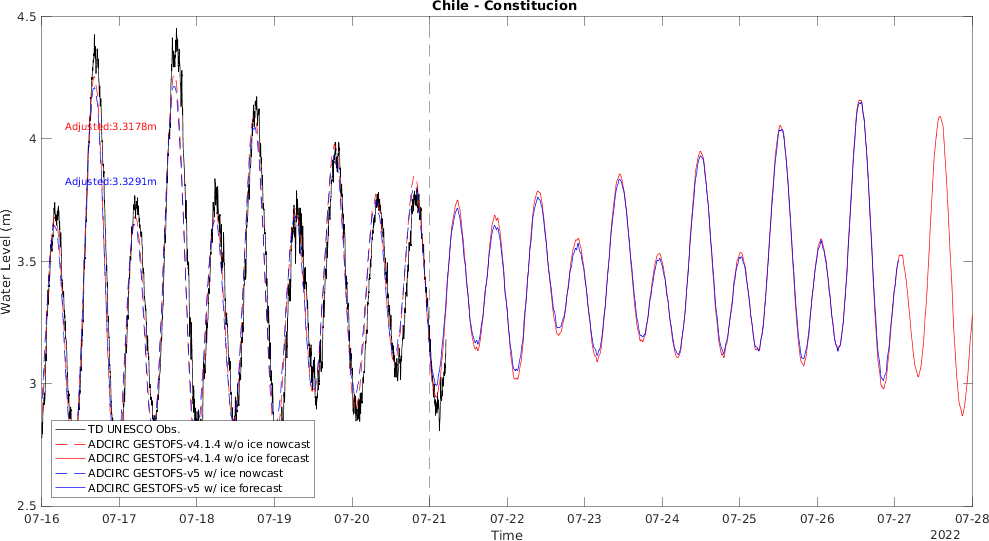 Chile - Constitucion
4.5
4
3.5
3
2.5
Water Level (m)
Adjusted:3.3178m
Adjusted:3.3291m
TD UNESCO Obs.
ADCIRC GESTOFS-v4.1.4 w/o ice nowcast
ADCIRC GESTOFS-v4.1.4 w/o ice forecast
ADCIRC GESTOFS-v5 w/ ice nowcast
ADCIRC GESTOFS-v5 w/ ice forecast
07-16 07-17 07-18 07-19 07-20 07-21 07-22 07-23 07-24 07-25 07-26 07-27 07-28
Time
2022